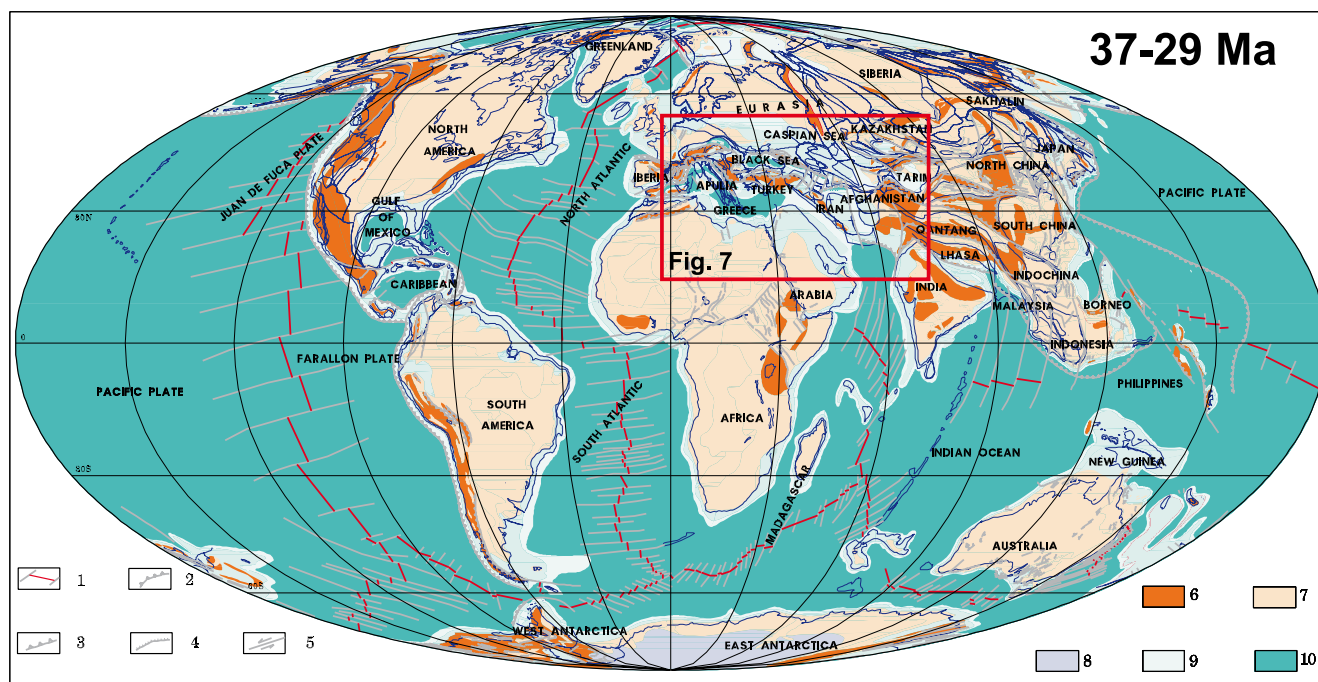 37-29 Ma
GREENLAND
SIBERIA
SAKHALIN
EURASIA
NORTH
AMERICA
CASPIAN SEA
KAZAKHSTAN
JAPAN
JUAN DE FUCA PLATE
NORTH ATLANTIC
BLACK SEA
NORTH CHINA
IBERIA
APULIA
TURKEY
TARIM
PACIFIC PLATE
GULF
OF
MEXICO
GREECE
IRAN
AFGHANISTAN
QANTANG
SOUTH CHINA
Fig. 7
LHASA
INDOCHINA
CARIBBEAN
ARABIA
INDIA
MALAYSIA
BORNEO
0
FARALLON PLATE
INDONESIA
PACIFIC PLATE
PHILIPPINES
SOUTH
AMERICA
AFRICA
SOUTH ATLANTIC
INDIAN OCEAN
NEW GUINEA
MADAGASCAR
AUSTRALIA
1
2
6
7
WEST ANTARCTICA
EAST ANTARCTICA
3
4
5
8
9
10